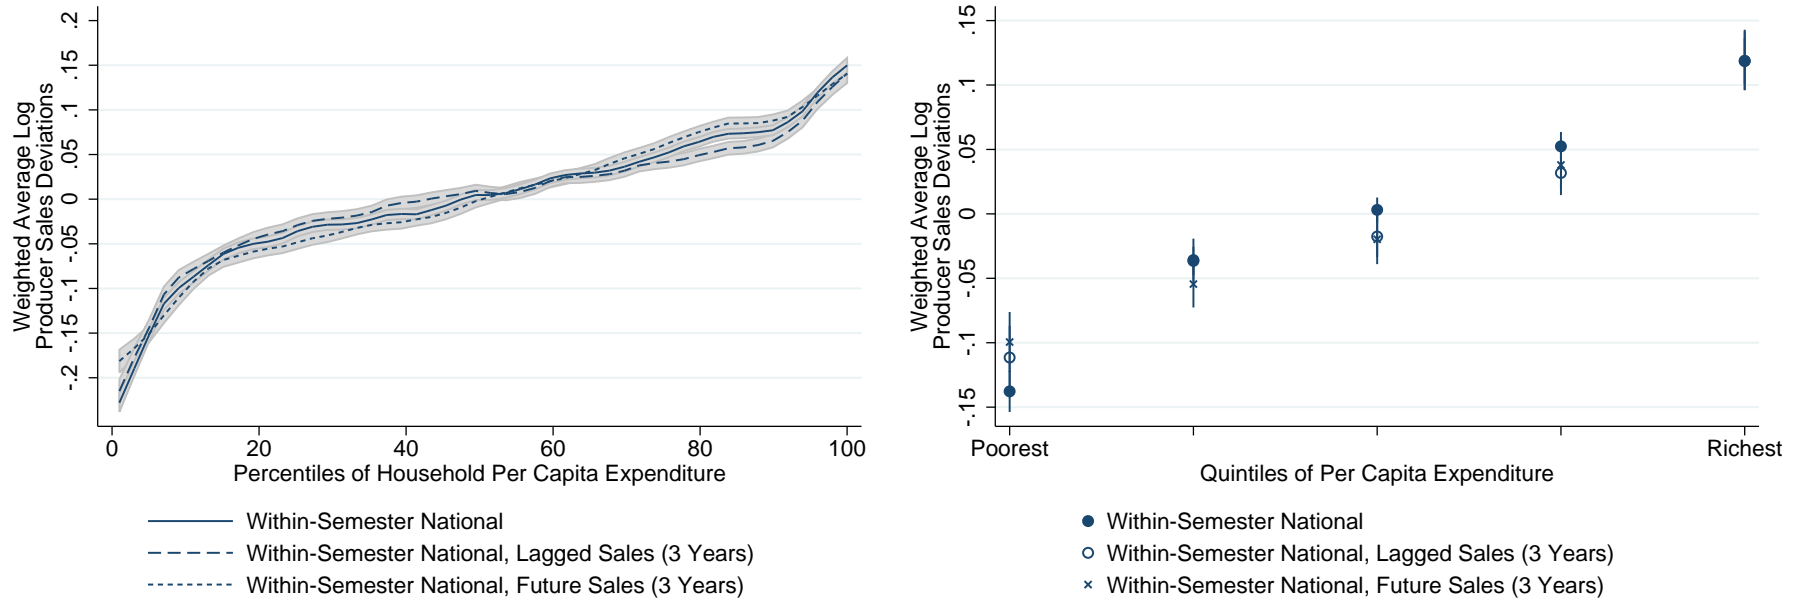 Weighted Average Log
Producer Sales Deviations
.2
.15
.1
.05
0
-.05
-.1
-.15
-.2
0 20 40 60 80 100
Percentiles of Household Per Capita Expenditure
Within-Semester National
Within-Semester National, Lagged Sales (3 Years)
Within-Semester National, Future Sales (3 Years)
Weighted Average Log
Producer Sales Deviations
.15
.1
.05
0
-.05
-.1
-.15
Poorest Richest
Quintiles of Per Capita Expenditure
Within-Semester National
Within-Semester National, Lagged Sales (3 Years)
Within-Semester National, Future Sales (3 Years)